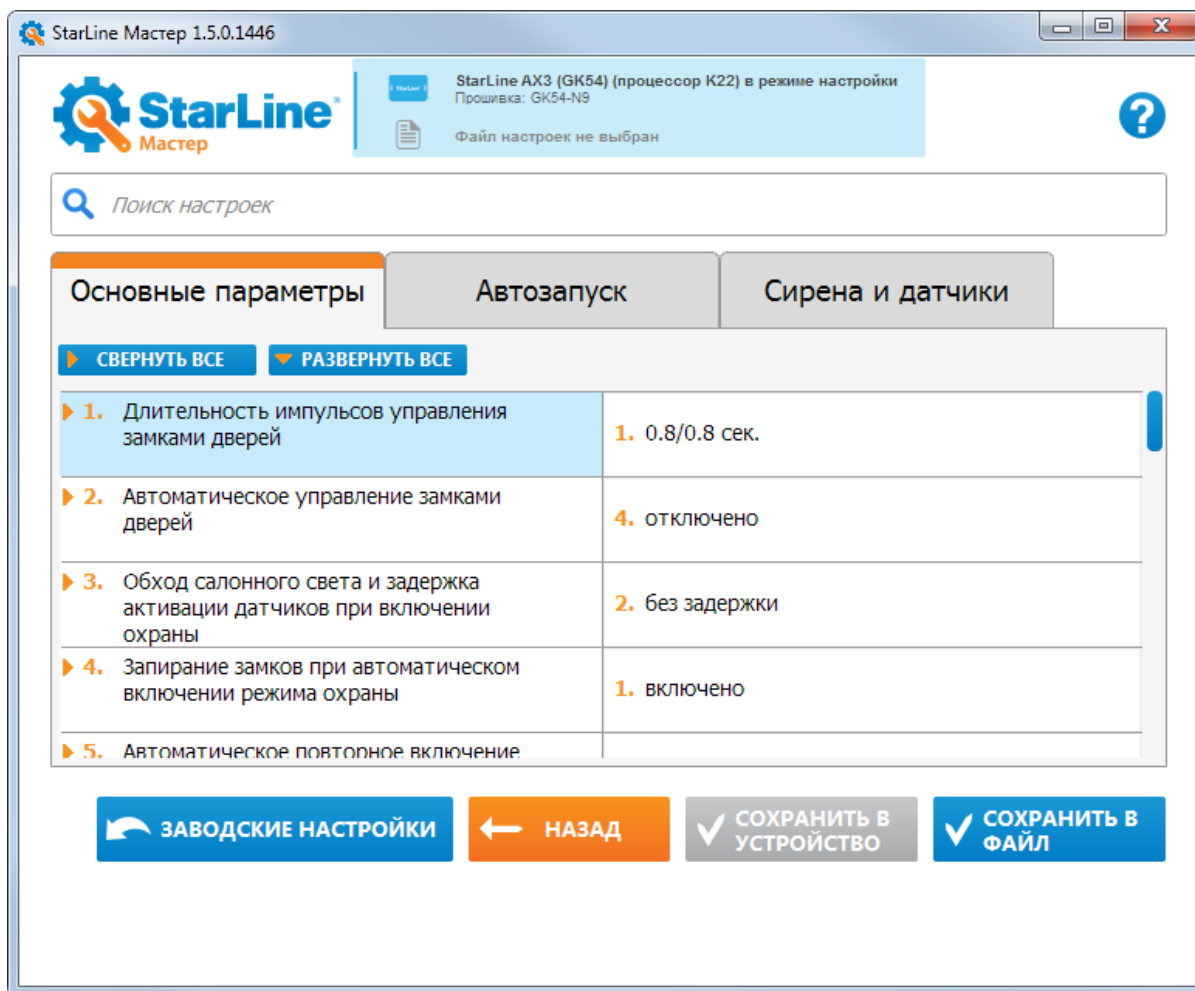 StarLine Мастер 1.5.0.1446
StarLine AX3 (GK54) (процессор K22) в режиме настройки
Прошивка: GK54-N9
Файл настроек не выбран
StarLine
Мастер
?
Поиск настроек
Основные параметры
Автозапуск
Сирена и датчики
СВЕРНУТЬ ВСЕ
РАЗВЕРНУТЬ ВСЕ
1. Длительность импульсов управления
замками дверей
1. 0.8/0.8 сек.
2. Автоматическое управление замками
дверей
4. отключено
3. Обход салонного света и задержка
активации датчиков при включении
охраны
2. без задержки
4. Запирание замков при автоматическом
включении режима охраны
1. включено
5. Автоматическое повторное включение
ЗАВОДСКИЕ НАСТРОЙКИ
НАЗАД
СОХРАНИТЬ В
УСТРОЙСТВО
СОХРАНИТЬ В
ФАЙЛ